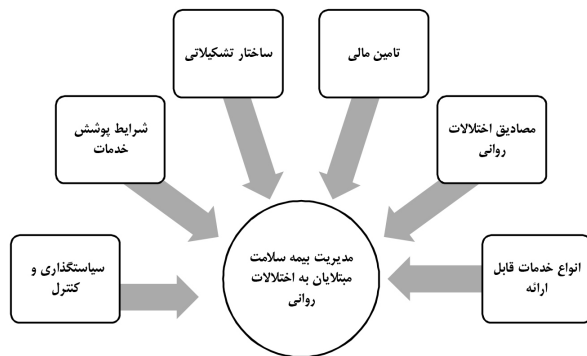 تامین مالی
ساختار تشکیلاتی
مصادیق اختلالات
روانی
شرایط پوشش
خدمات
انواع خدمات قابل
ارائه
مدیریت بیمه سلامت
مبتلایان به اختلالات
روانی
سیاستگذاری و
کنترل